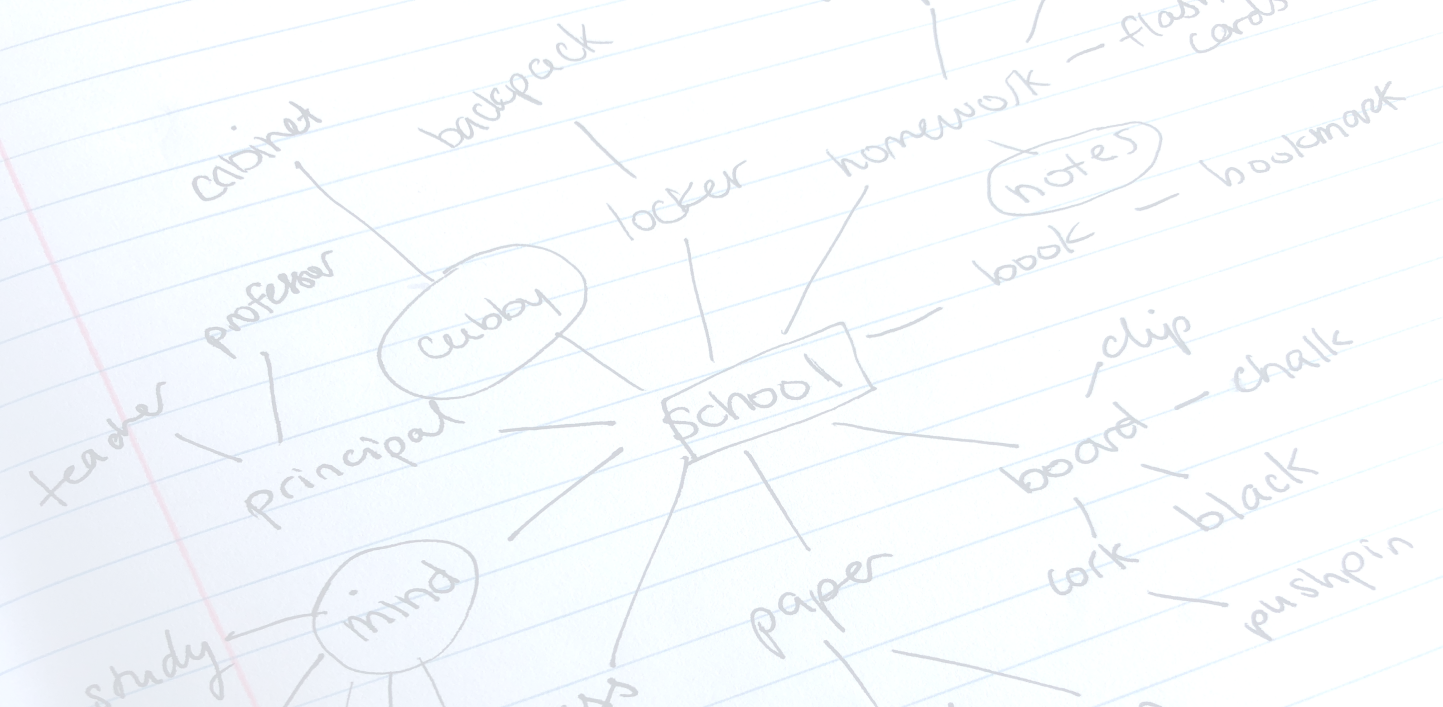 flash
cards
backpack
homework
cabinet
notes
bookmark
locker
book
professor
cubby
clip
School
chalk
teacher
principal
board
black
cork
mind
paper
pushpin
study